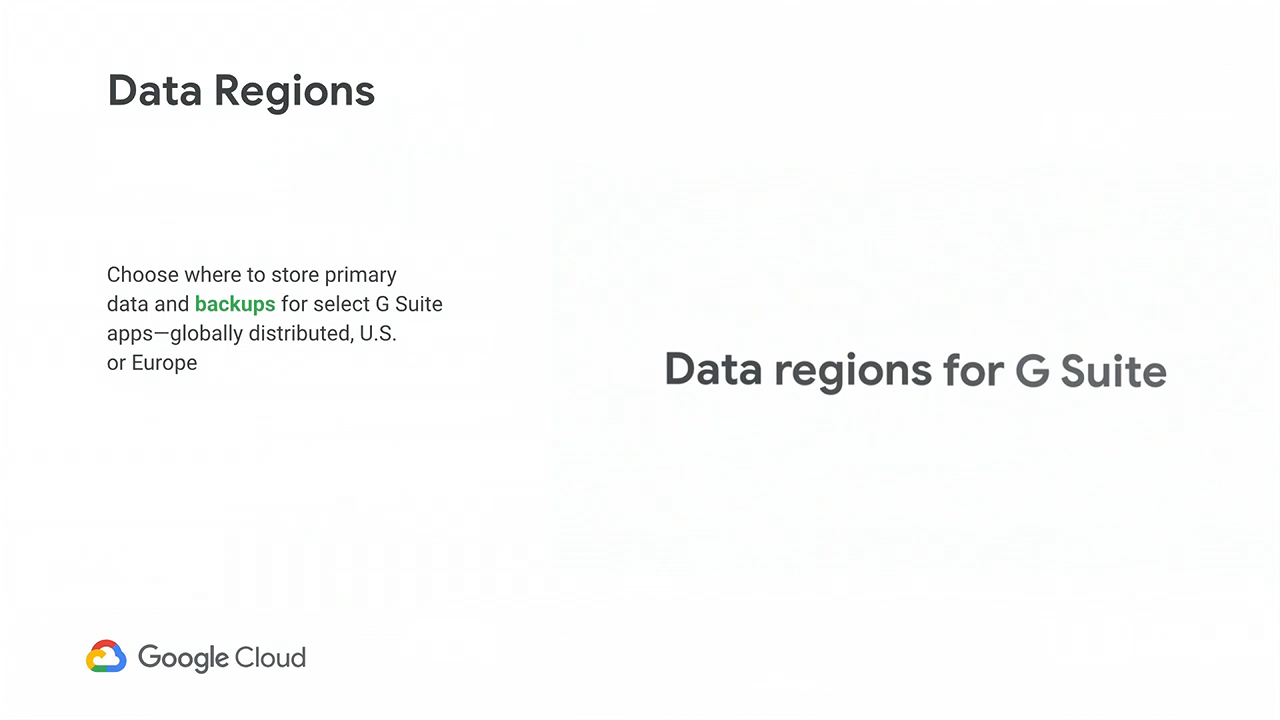 Data Regions
Choose where to store primary
data and backups for select G Suite
apps—globally distributed, U.S.
or Europe
Data regions for G Suite
Google Cloud